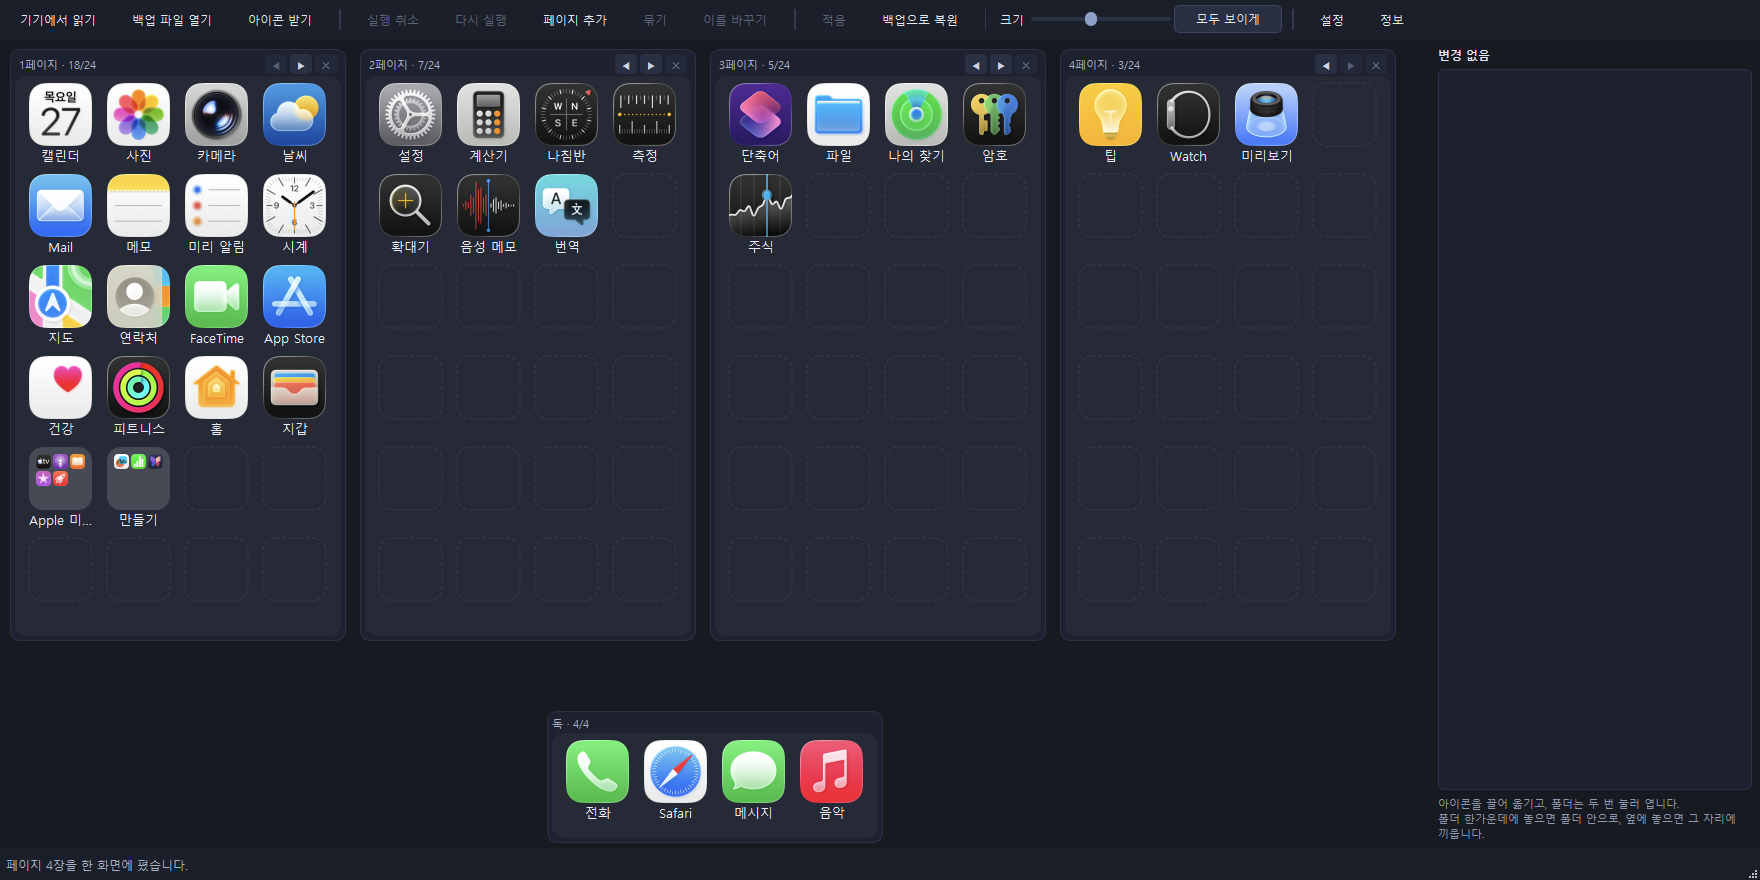 기기에서 읽기 백업 파일 열기 아이콘 받기 실행 취소 다시 실행 페이지 추가 묶기 이름 바꾸기 적용 백업으로 복원 크기 모두 보이게 설정 정보
1페이지 · 18/24
목요일
27
캘린더 사진 카메라 날씨
12
9 3
6
Mail 메모 미리 알림 시계
지도 연락처 FaceTime App Store
건강 피트니스 홈 지갑
tv
Apple 미... 만들기
2페이지 · 7/24
W N
S E
설정 계산기 나침반 측정
A
文
확대기 음성 메모 번역
3페이지 · 5/24
단축어 파일 나의 찾기 암호
주식
4페이지 · 3/24
팁 Watch 미리보기
독 · 4/4
전화 Safari 메시지 음악
변경 없음
아이콘을 끌어 옮기고, 폴더는 두 번 눌러 엽니다.
폴더 한가운데에 놓으면 폴더 안으로, 옆에 놓으면 그 자리에
끼웁니다.
페이지 4장을 한 화면에 폈습니다.